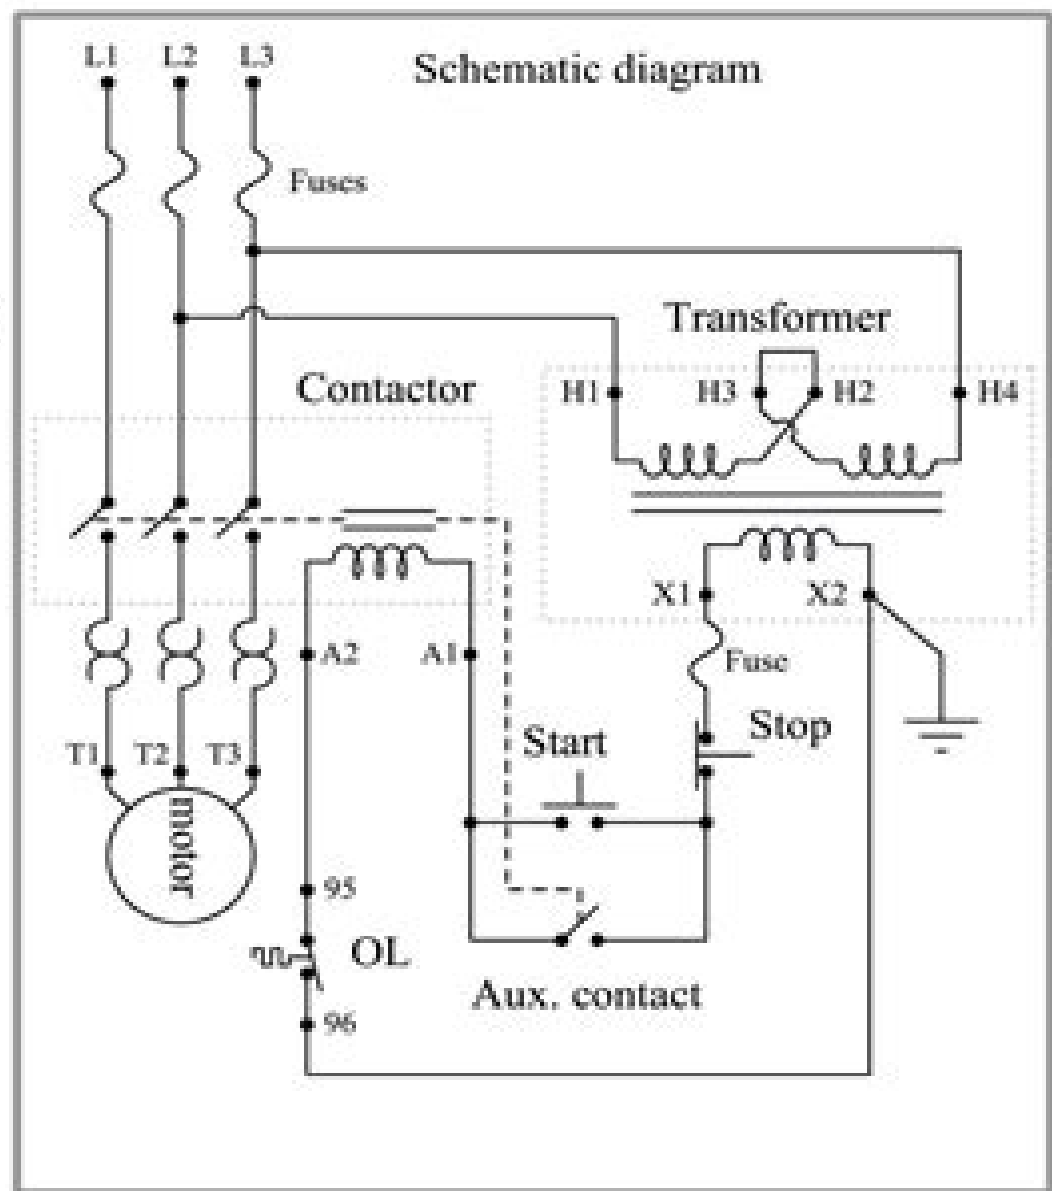 L1 L2 L3
Schematic diagram
Fuses
Transformer
Contactor
H1 H3 H2 H4
X1 X2
A2 A1
Fuse
Start
Stop
T1 T2 T3
motor
95
OL
96
Aux. contact